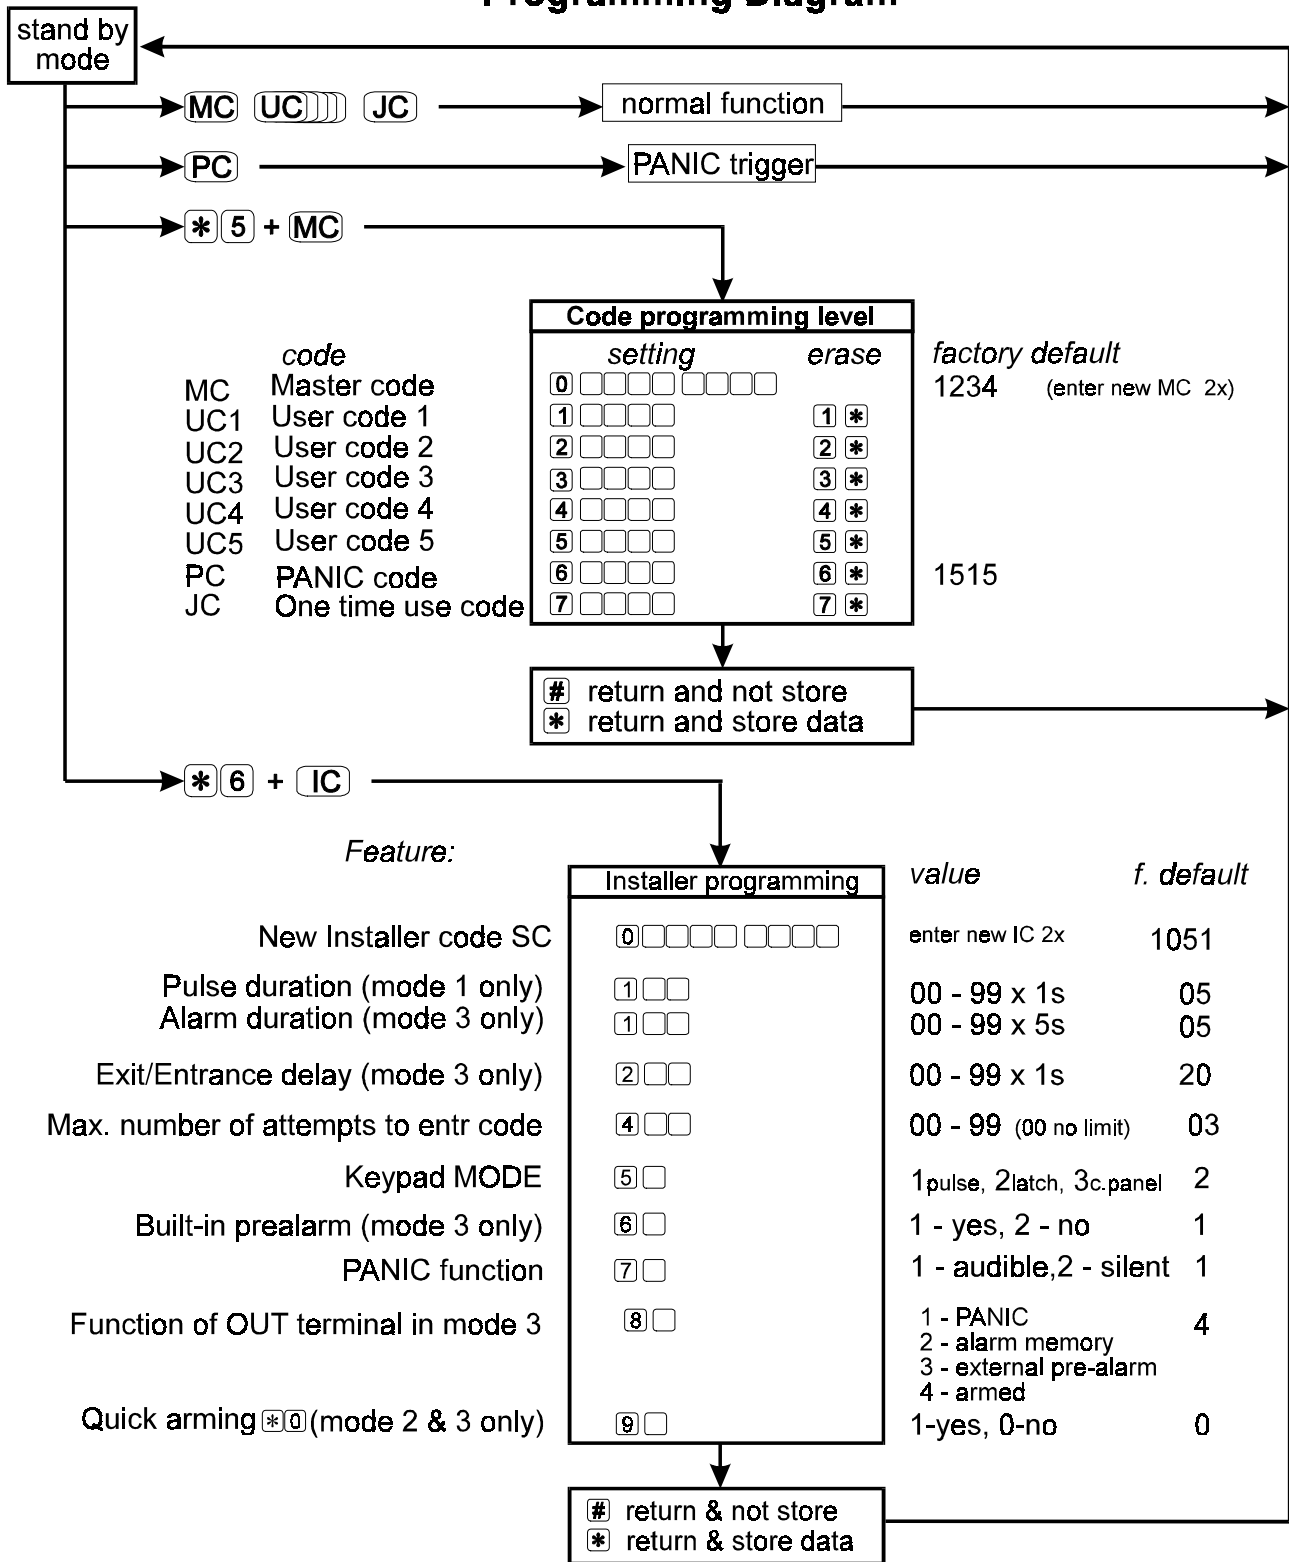 Programming Diagram
stand by
mode
MC UC JC normal function
PC PANIC trigger
* 5 + MC
Code programming level
code setting erase factory default
MC Master code 0 1234 (enter new MC 2x)
UC1 User code 1 1 1 *
UC2 User code 2 2 2 *
UC3 User code 3 3 3 *
UC4 User code 4 4 4 *
UC5 User code 5 5 5 *
PC PANIC code 6 6 * 1515
JC One time use code 7 7 *
# return and not store
* return and store data
* 6 + IC
Feature:
Installer programming value f. default
New Installer code SC 0 enter new IC 2x 1051
Pulse duration (mode 1 only) 1 00 - 99 x 1s 05
Alarm duration (mode 3 only) 1 00 - 99 x 5s 05
Exit/Entrance delay (mode 3 only) 2 00 - 99 x 1s 20
Max. number of attempts to entr code 4 00 - 99 (00 no limit) 03
Keypad MODE 5 1pulse, 2latch, 3c.panel 2
Built-in prealarm (mode 3 only) 6 1 - yes, 2 - no 1
PANIC function 7 1 - audible,2 - silent 1
Function of OUT terminal in mode 3 8 1 - PANIC 4
2 - alarm memory
3 - external pre-alarm
4 - armed
Quick arming *0 (mode 2 & 3 only) 9 1-yes, 0-no 0
# return & not store
* return & store data